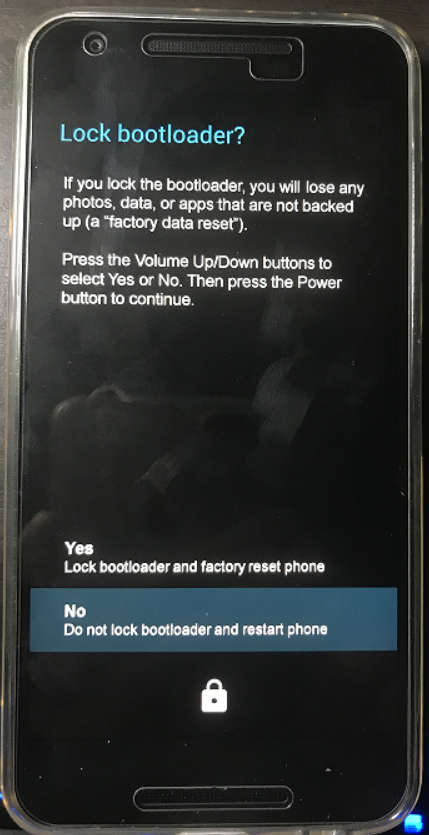 Lock bootloader?
If you lock the bootloader, you will lose any
photos, data, or apps that are not backed
up (a "factory data reset").
Press the Volume Up/Down buttons to
select Yes or No. Then press the Power
button to continue.
Yes
Lock bootloader and factory reset phone
No
Do not lock bootloader and restart phone